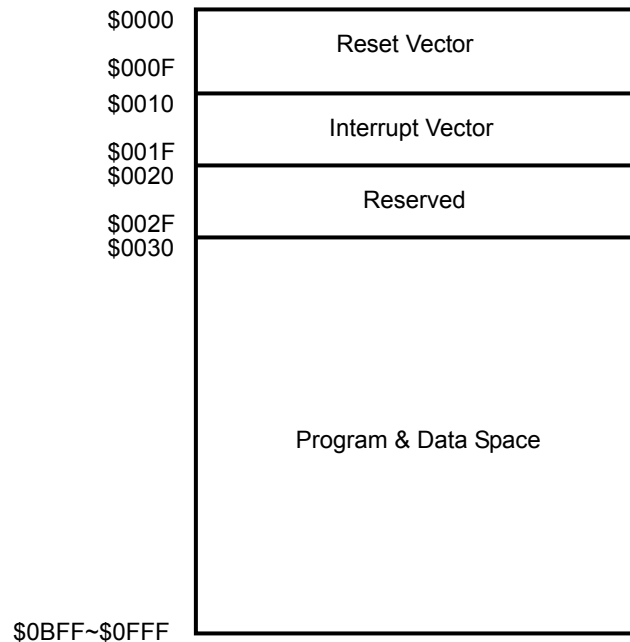 $0000
Reset Vector
$000F
$0010
Interrupt Vector
$001F
$0020
Reserved
$002F
$0030
Program & Data Space
$0BFF~$0FFF